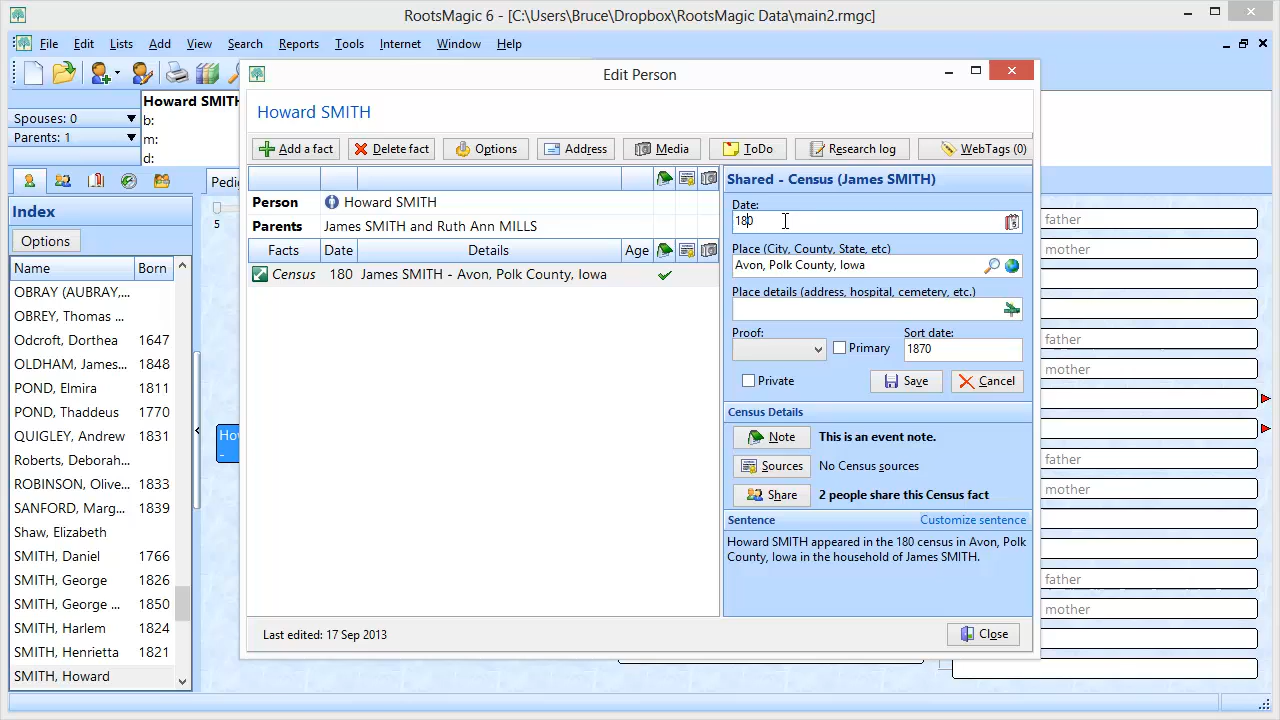 RootsMagic 6 - [C:\Users\Bruce\Dropbox\RootsMagic Data\main2.rmgc]
File Edit Lists Add View Search Reports Tools Internet Window Help
Howard SMITH
Spouses: 0
b:
Parents: 1
m:
d:
Index
Options
Name Born
OBRAY (AUBRAY,...
OBREY, Thomas ...
Odcroft, Dorthea 1647
OLDHAM, James... 1848
POND, Elmira 1811
POND, Thaddeus 1770
QUIGLEY, Andrew 1831
Roberts, Deborah...
ROBINSON, Olive... 1833
SANFORD, Marg... 1839
Shaw, Elizabeth
SMITH, Daniel 1766
SMITH, George 1826
SMITH, George ... 1850
SMITH, Harlem 1824
SMITH, Henrietta 1821
SMITH, Howard
5
Edit Person
Howard SMITH
Add a fact Delete fact Options Address Media ToDo Research log WebTags (0)
Person Howard SMITH
Parents James SMITH and Ruth Ann MILLS
Facts Date Details Age
Census 180 James SMITH - Avon, Polk County, Iowa
Last edited: 17 Sep 2013
Shared - Census (James SMITH)
Date:
180
Place (City, County, State, etc)
Avon, Polk County, Iowa
Place details (address, hospital, cemetery, etc.)
Proof: Sort date:
Primary 1870
Private Save Cancel
Census Details
Note This is an event note.
Sources No Census sources
Share 2 people share this Census fact
Sentence Customize sentence
Howard SMITH appeared in the 180 census in Avon, Polk
County, Iowa in the household of James SMITH.
Close
father
mother
father
mother
father
mother
father
mother